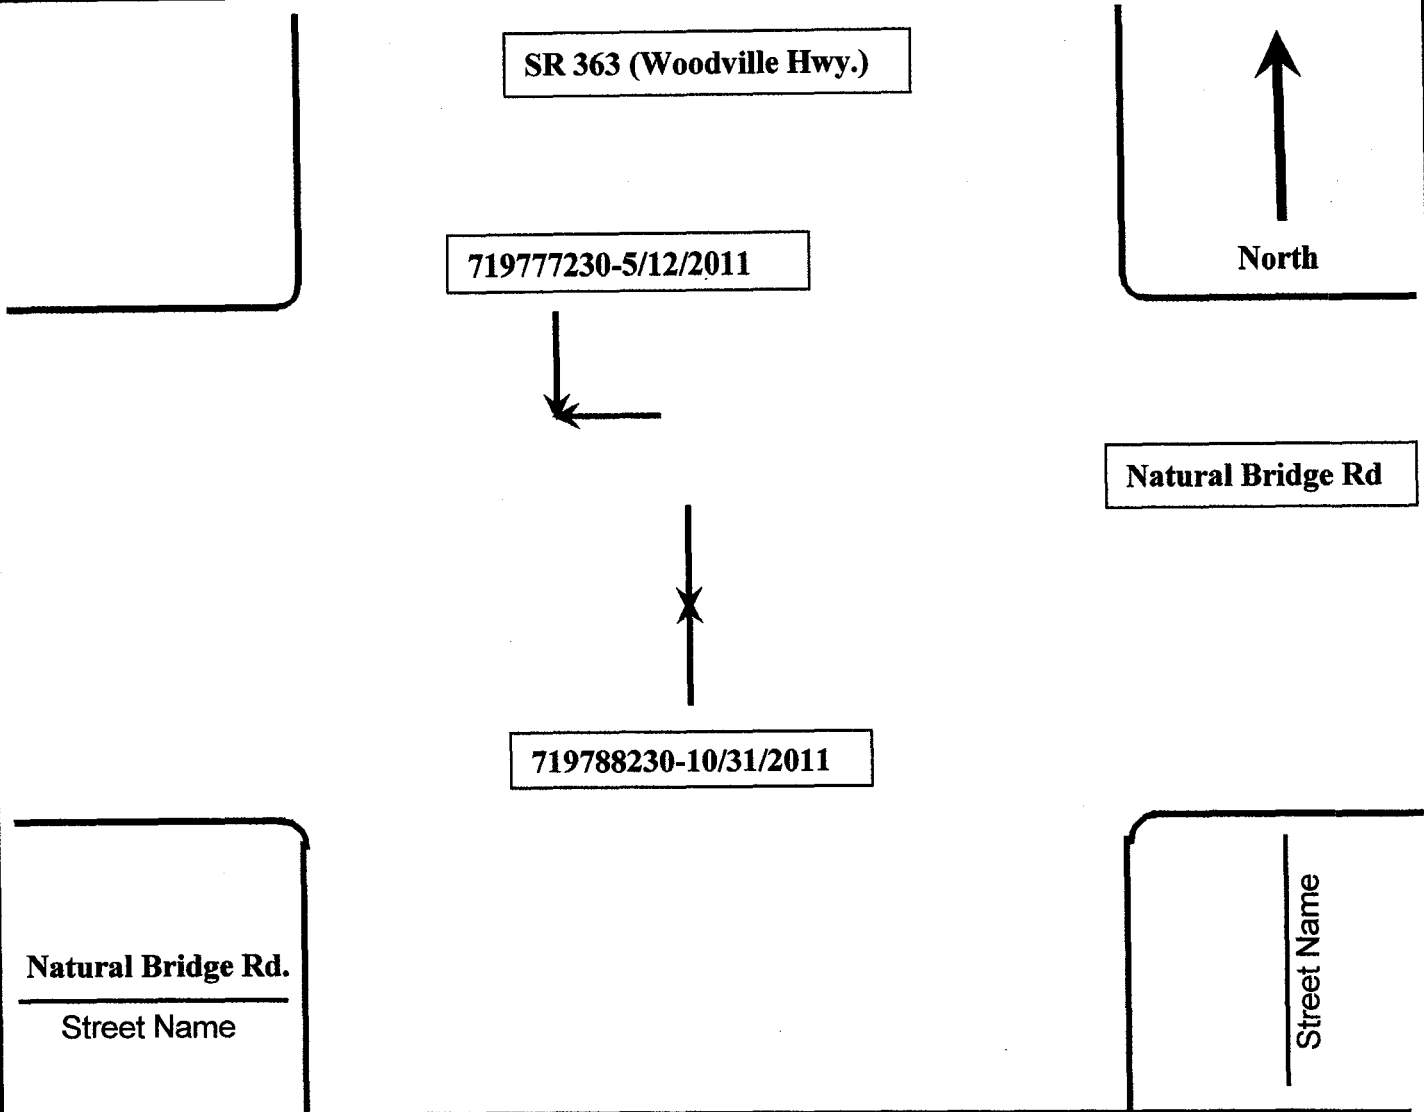 SR 363 (Woodville Hwy.)
719777230-5/12/2011
North
Natural Bridge Rd
719788230-10/31/2011
Natural Bridge Rd.
Street Name
Street Name